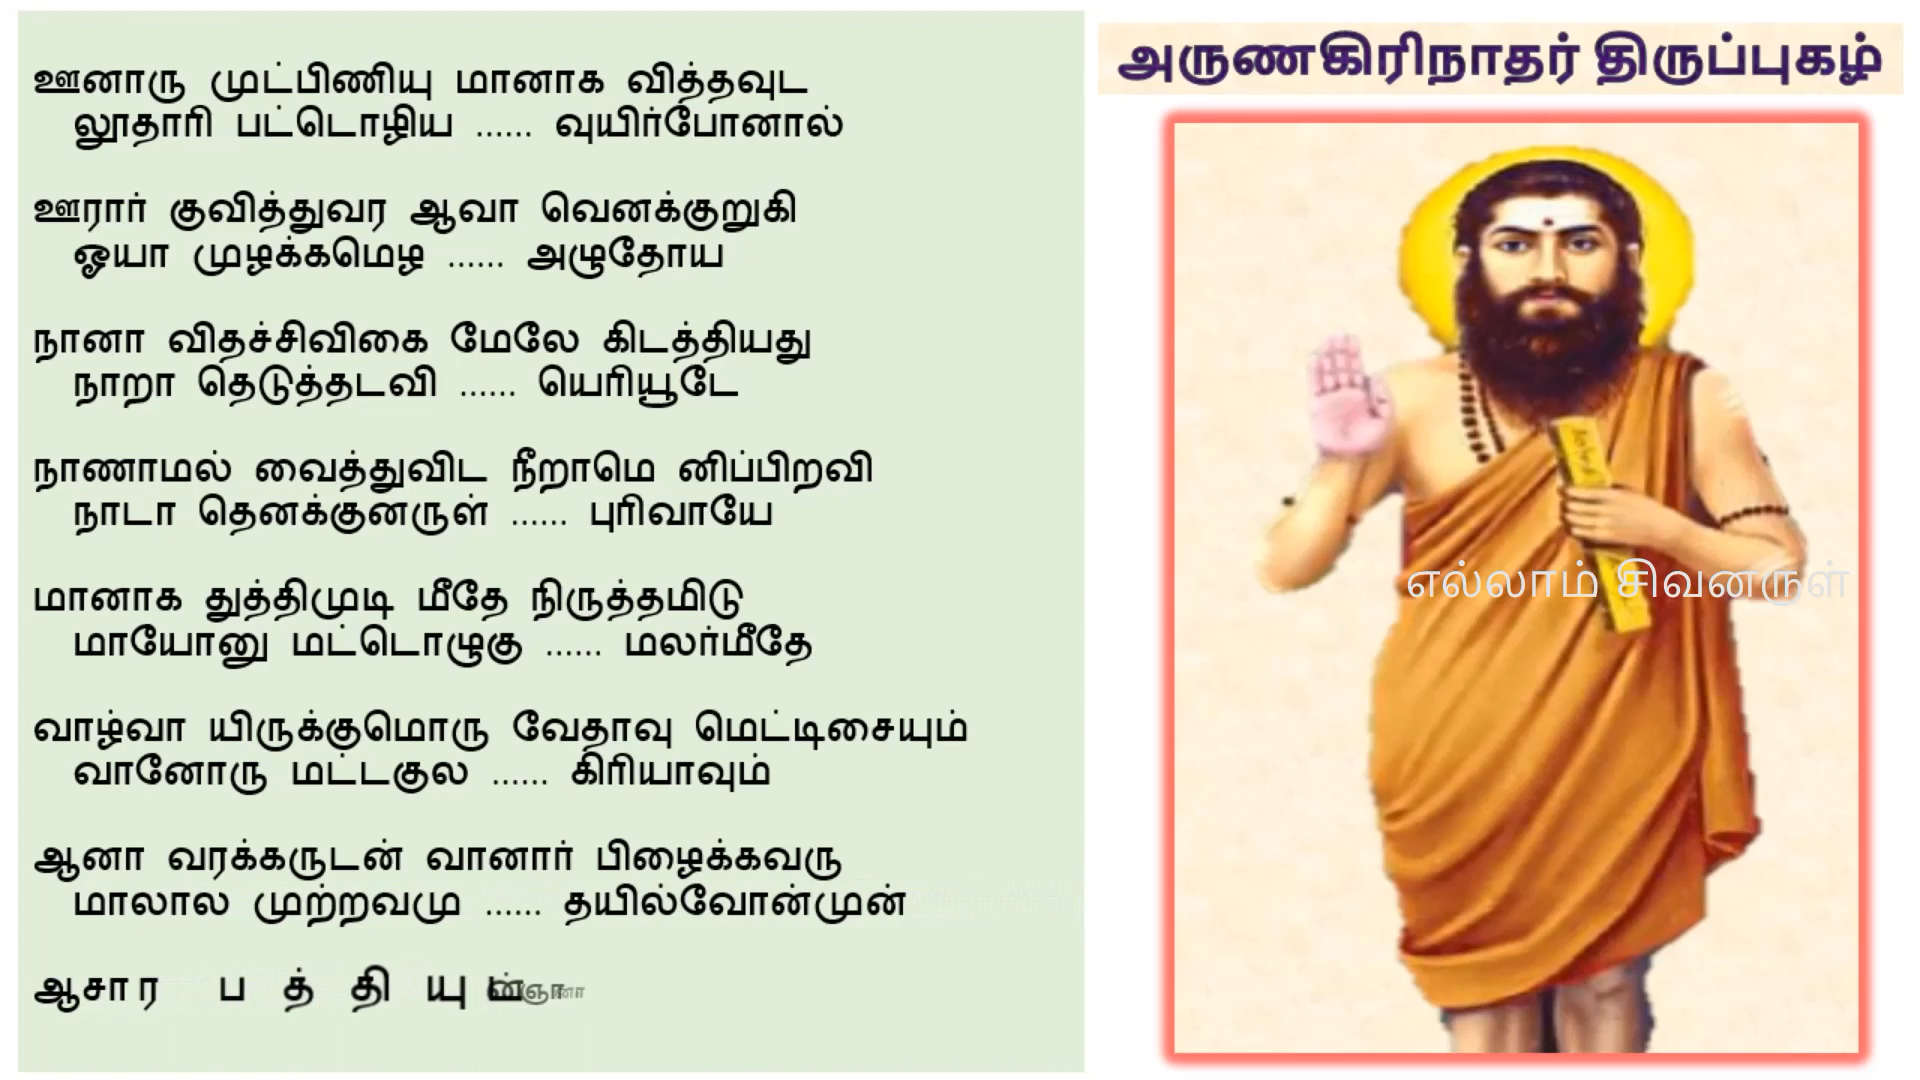 அருணகிரிநாதர் திருப்புகழ்
ஊனாரு முட்பிணியு மானாக வித்தவுட
லூதாரி பட்டொழிய ...... வுயிர்போனால்
ஊரார் குவித்துவர ஆவா வெனக்குறுகி
ஓயா முழக்கமெழ ...... அழுதோய
நானா விதச்சிவிகை மேலே கிடத்தியது
நாறா தெடுத்தடவி ...... யெரியூடே
நாணாமல் வைத்துவிட நீறாமெ னிப்பிறவி
நாடா தெனக்குனருள் ...... புரிவாயே
மானாக துத்திமுடி மீதே நிருத்தமிடு
மாயோனு மட்டொழுகு ...... மலர்மீதே
வாழ்வா யிருக்குமொரு வேதாவு மெட்டிசையும்
வானோரு மட்டகுல ...... கிரியாவும்
ஆனா வரக்கருடன் வானார் பிழைக்கவரு
மாலால முற்றவமு ...... தயில்வோன்முன்
ஆசார பத்தியு
எல்லாம் சிவனருள்